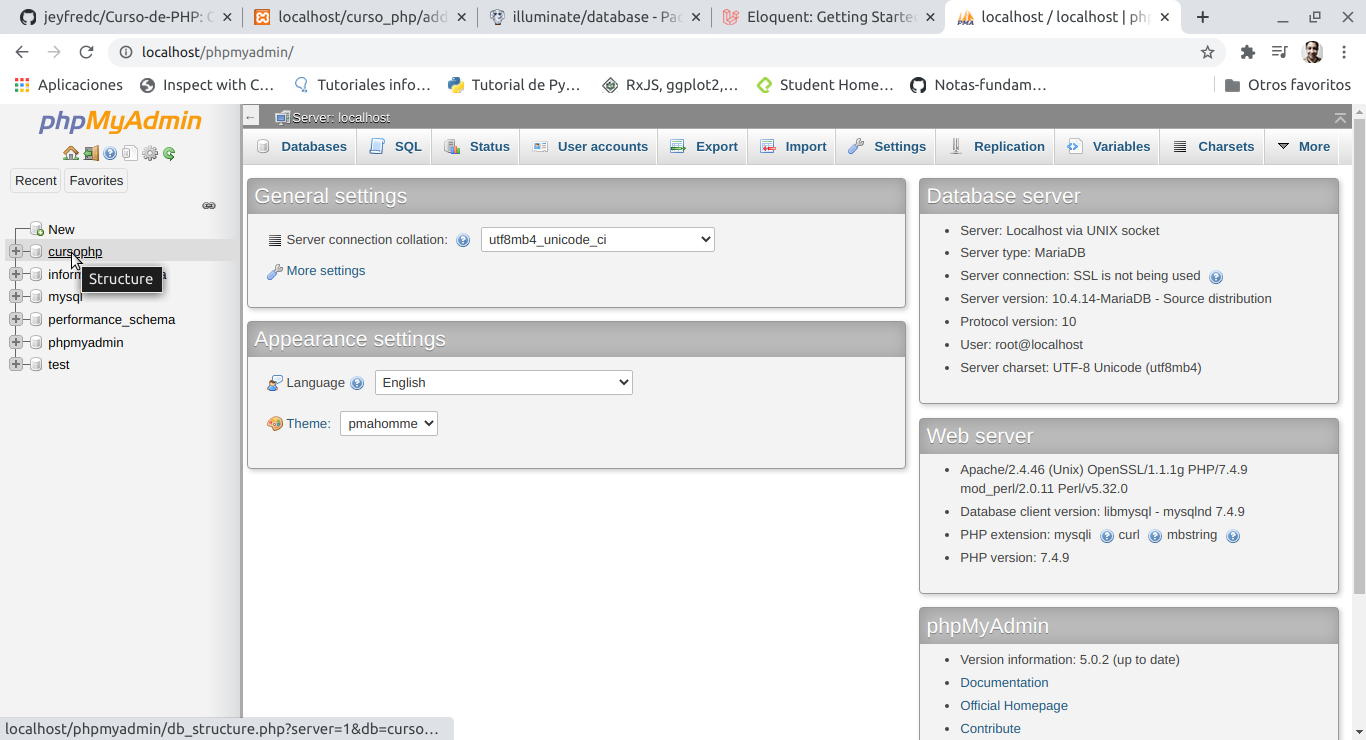 jeyfredc/Curso-de-PHP: C
localhost/curso_php/add
illuminate/database - Pac
Eloquent: Getting Starte
localhost / localhost | ph
localhost/phpmyadmin/
Aplicaciones
Inspect with C...
Tutoriales info...
Tutorial de Py...
RxJS, ggplot2,...
Student Home...
Notas-fundam...
Otros favoritos
phpMyAdmin
Recent
Favorites
New
cursophp
Structure
mysql
performance_schema
phpmyadmin
test
Server: localhost
Databases
SQL
Status
User accounts
Export
Import
Settings
Replication
Variables
Charsets
More
General settings
Server connection collation:
utf8mb4_unicode_ci
More settings
Appearance settings
Language
English
Theme:
pmahomme
Database server
Server: Localhost via UNIX socket
Server type: MariaDB
Server connection: SSL is not being used
Server version: 10.4.14-MariaDB - Source distribution
Protocol version: 10
User: root@localhost
Server charset: UTF-8 Unicode (utf8mb4)
Web server
Apache/2.4.46 (Unix) OpenSSL/1.1.1g PHP/7.4.9
mod_perl/2.0.11 Perl/v5.32.0
Database client version: libmysql - mysqlnd 7.4.9
PHP extension: mysqli curl mbstring
PHP version: 7.4.9
phpMyAdmin
Version information: 5.0.2 (up to date)
Documentation
Official Homepage
Contribute
localhost/phpmyadmin/db_structure.php?server=1&db=curso...